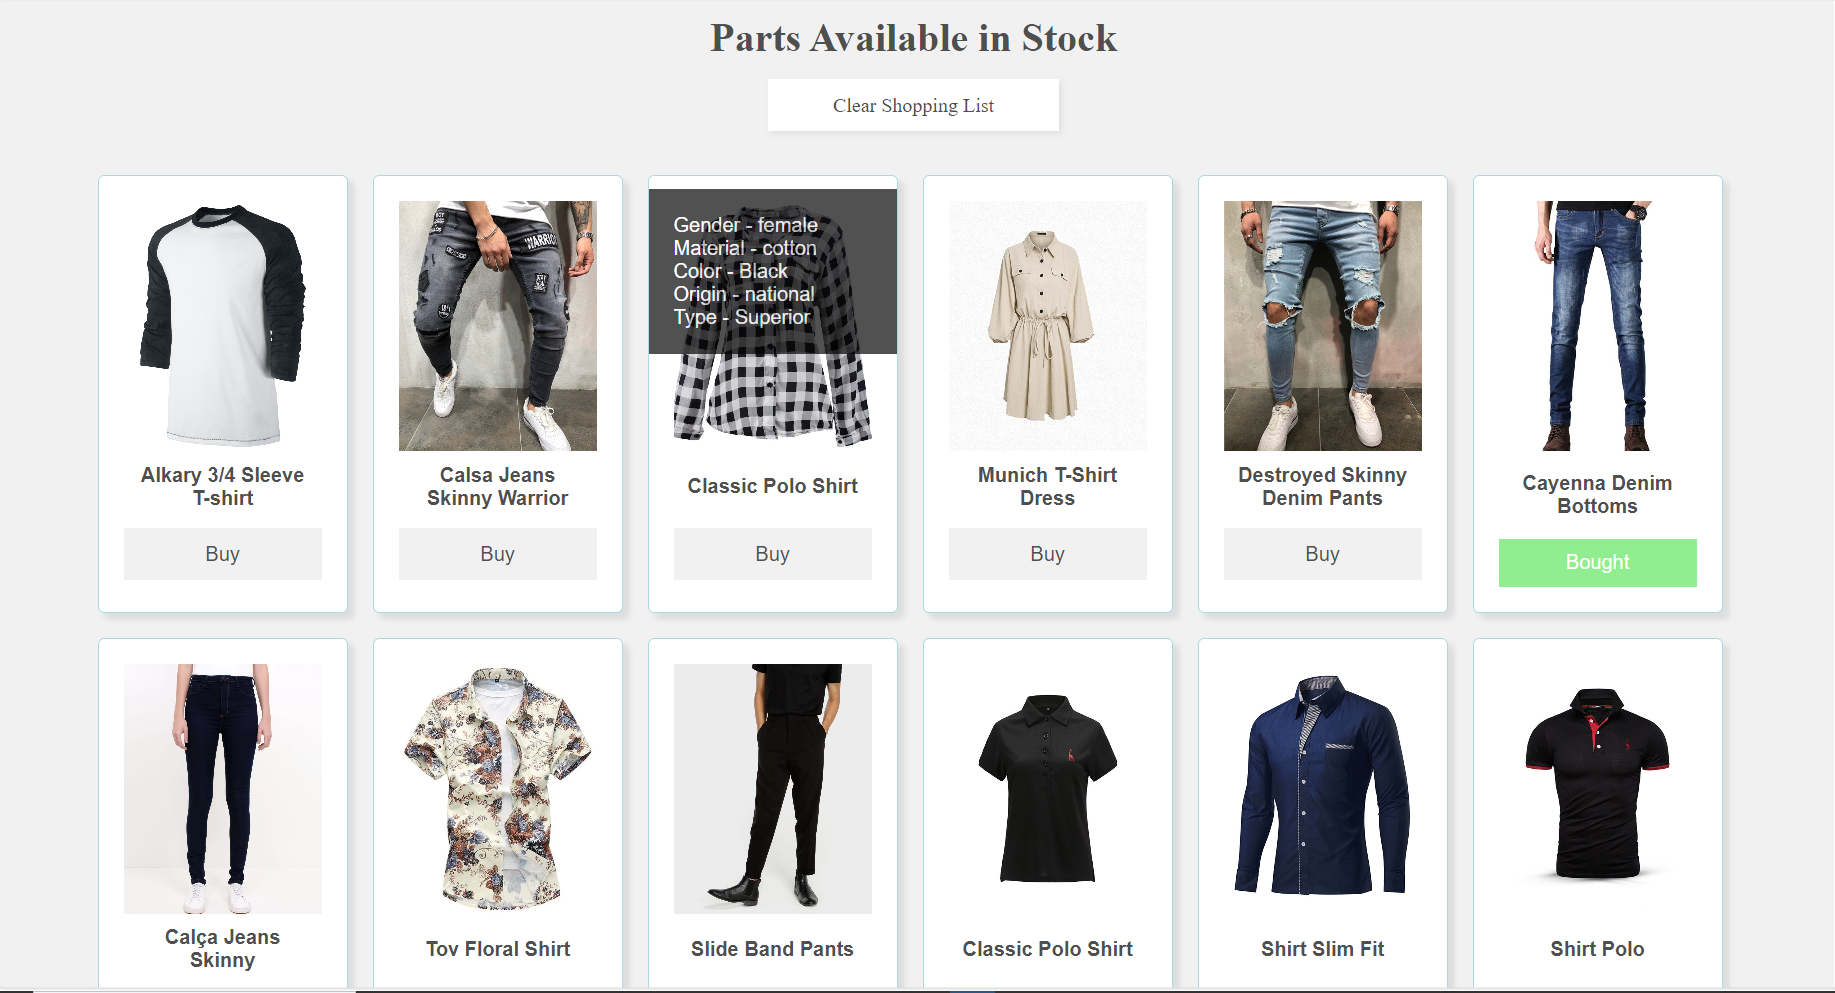 Parts Available in Stock
Clear Shopping List
WARRIOR
Gender - female
Material - cotton
Color - Black
Origin - national
Type - Superior
Alkary 3/4 Sleeve
T-shirt
Calsa Jeans
Skinny Warrior
Classic Polo Shirt
Munich T-Shirt
Dress
Destroyed Skinny
Denim Pants
Cayenna Denim
Bottoms
Buy
Buy
Buy
Buy
Buy
Bought
Calça Jeans
Skinny
Tov Floral Shirt
Slide Band Pants
Classic Polo Shirt
Shirt Slim Fit
Shirt Polo